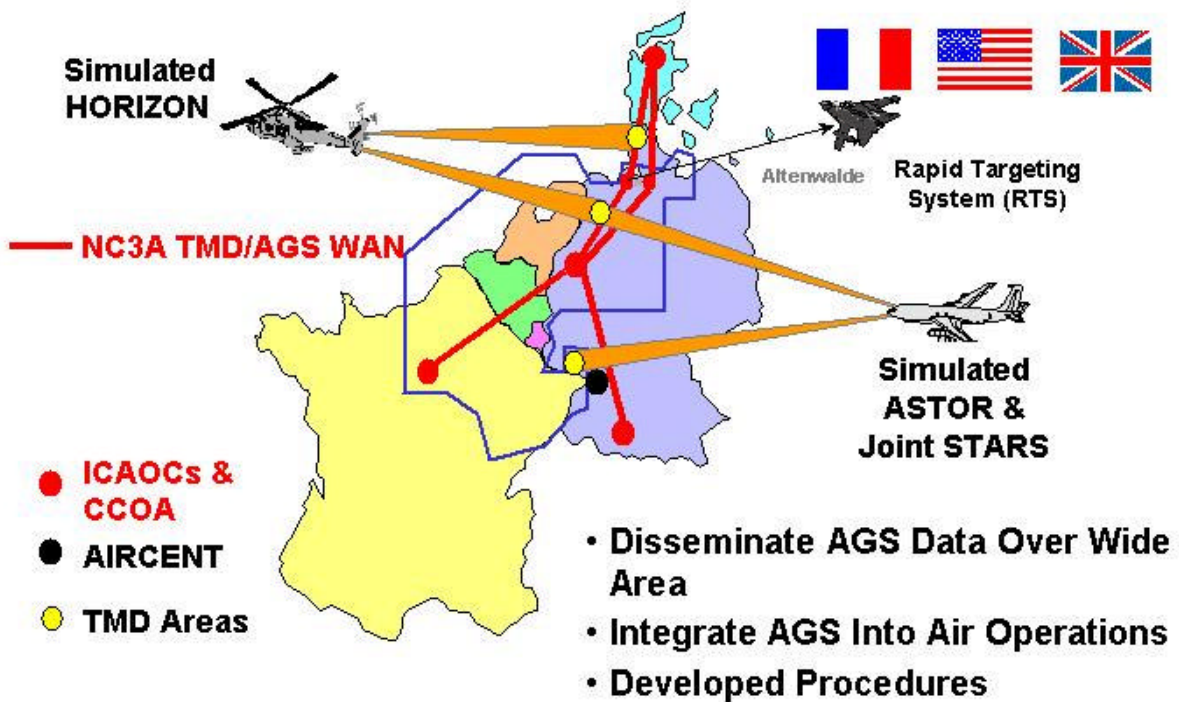 Simulated
HORIZON
Altenwalde
Rapid Targeting
System (RTS)
NC3A TMD/AGS WAN
Simulated
ASTOR &
Joint STARS
ICAOCs &
CCOA
AIRCENT
TMD Areas
• Disseminate AGS Data Over Wide
Area
• Integrate AGS Into Air Operations
• Developed Procedures